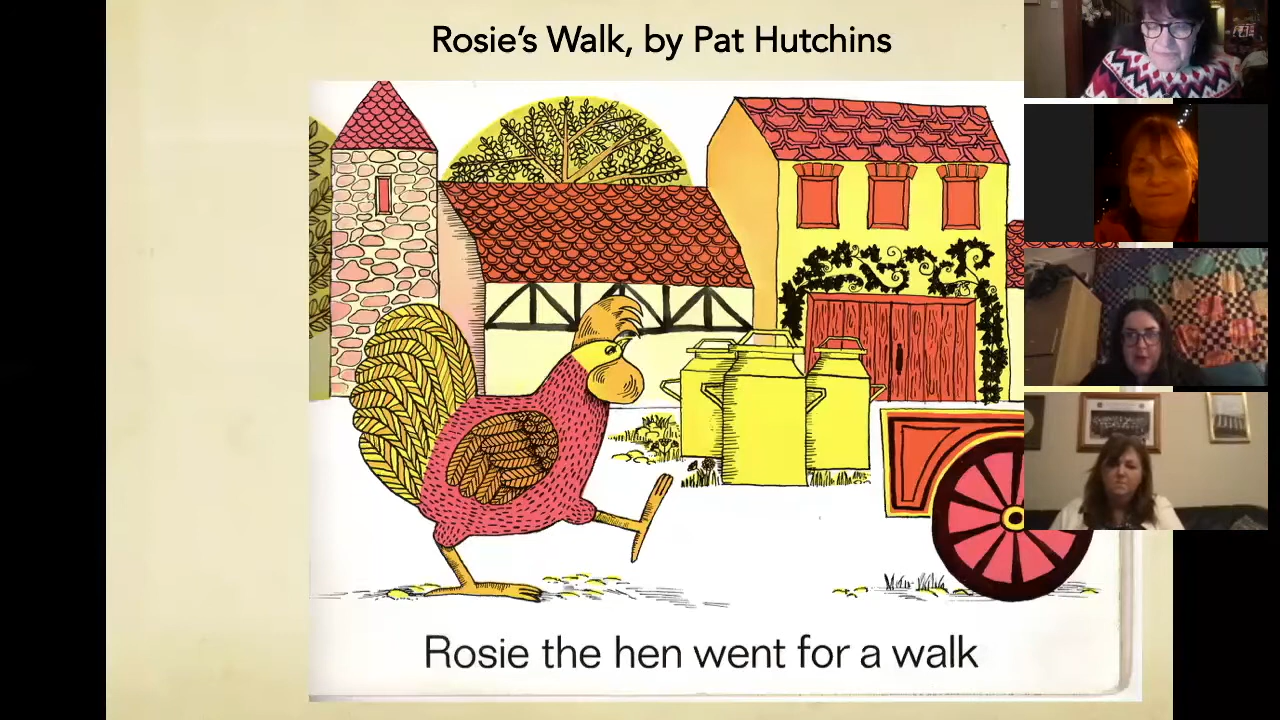 Rosie’s Walk, by Pat Hutchins
Rosie the hen went for a walk